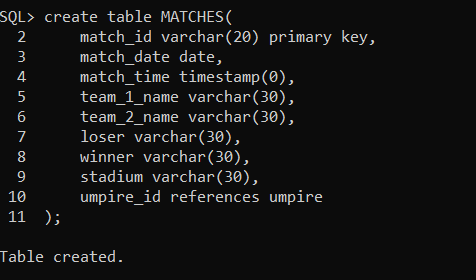 SQL> create table MATCHES(
2 match_id varchar(20) primary key,
3 match_date date,
4 match_time timestamp(0),
5 team_1_name varchar(30),
6 team_2_name varchar(30),
7 loser varchar(30),
8 winner varchar(30),
9 stadium varchar(30),
10 umpire_id references umpire
11 );
Table created.